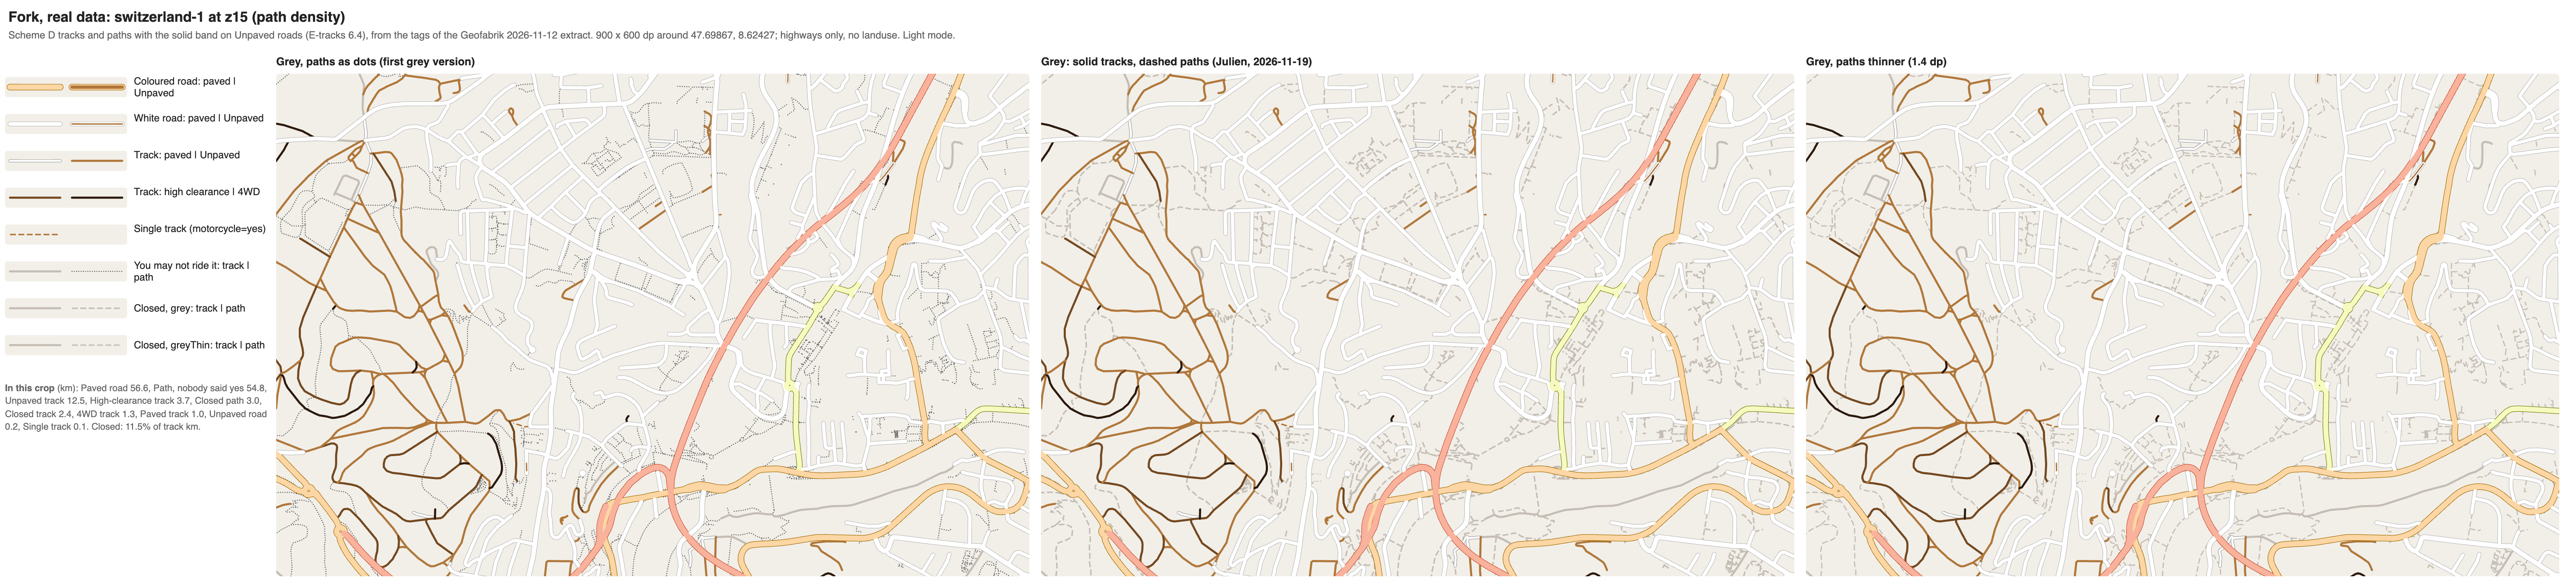 Fork, real data: switzerland-1 at z15 (path density)
Scheme D tracks and paths with the solid band on Unpaved roads (E-tracks 6.4), from the tags of the Geofabrik 2026-11-12 extract. 900 x 600 dp around 47.69867, 8.62427; highways only, no landuse. Light mode.
Grey, paths as dots (first grey version)
Grey: solid tracks, dashed paths (Julien, 2026-11-19)
Grey, paths thinner (1.4 dp)
Coloured road: paved |
Unpaved
White road: paved | Unpaved
Track: paved | Unpaved
Track: high clearance | 4WD
Single track (motorcycle=yes)
You may not ride it: track |
path
Closed, grey: track | path
Closed, greyThin: track | path
In this crop (km): Paved road 56.6, Path, nobody said yes 54.8,
Unpaved track 12.5, High-clearance track 3.7, Closed path 3.0,
Closed track 2.4, 4WD track 1.3, Paved track 1.0, Unpaved road
0.2, Single track 0.1. Closed: 11.5% of track km.